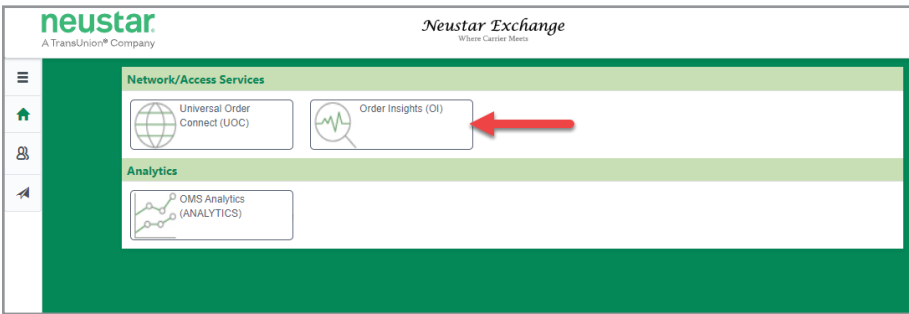 neustar.
A TransUnion® Company
Neustar Exchange
Where Carrier Meets
Network/Access Services
Universal Order
Connect (UOC)
Order Insights (OI)
Analytics
OMS Analytics
(ANALYTICS)